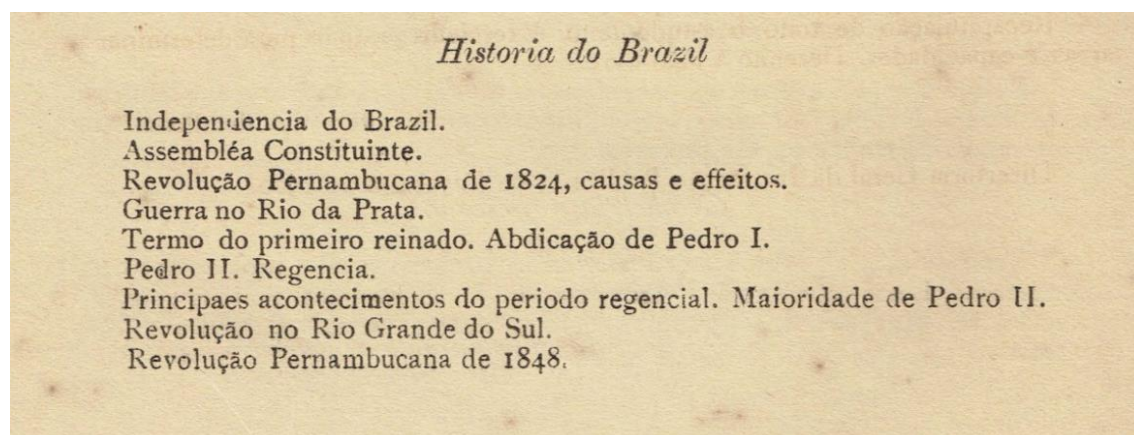 Historia do Brazil
Independencia do Brazil.
Assembléa Constituinte.
Revolução Pernambucana de 1824, causas e effeitos.
Guerra no Rio da Prata.
Termo do primeiro reinado. Abdicação de Pedro I.
Pedro II. Regencia.
Principaes acontecimentos do periodo regencial. Maioridade de Pedro II.
Revolução no Rio Grande do Sul.
Revolução Pernambucana de 1848.